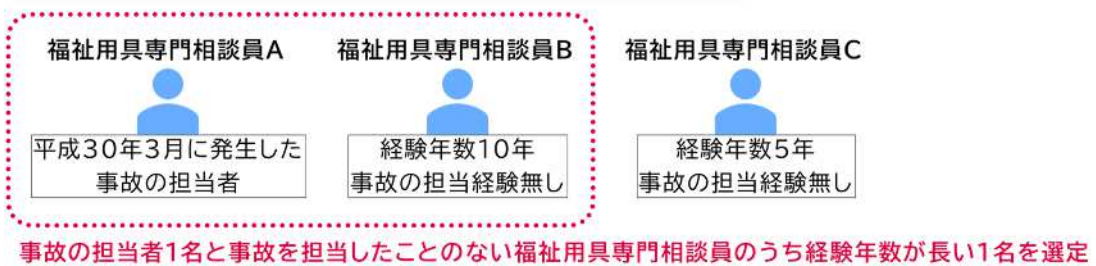 福祉用具専門相談員A
平成30年3月に発生した
事故の担当者
福祉用具専門相談員B
経験年数10年
事故の担当経験無し
福祉用具専門相談員C
経験年数5年
事故の担当経験無し
事故の担当者1名と事故を担当したことのない福祉用具専門相談員のうち経験年数が長い1名を選定